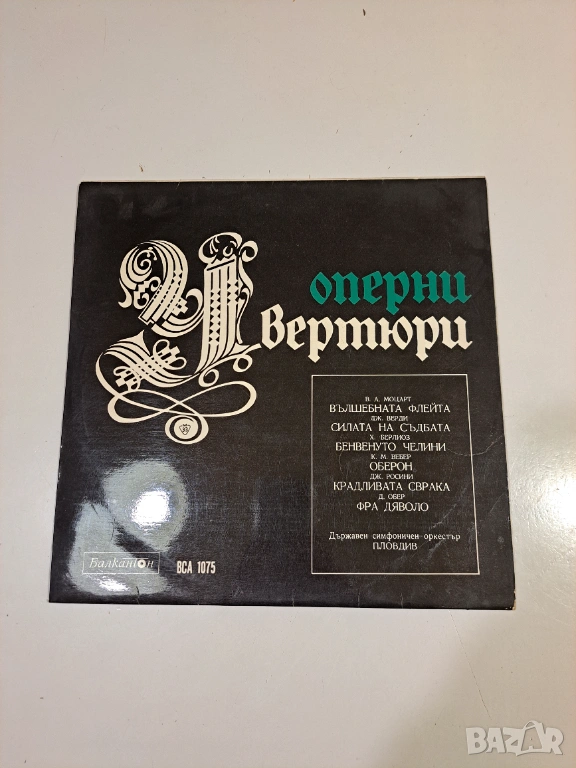 оперни
Увертюри
В. А. МОЦАРТ
ВЪЛШЕБНАТА ФЛЕЙТА
ДЖ. ВЕРДИ
СИЛАТА НА СЪДБАТА
Х. БЕРЛИОЗ
БЕНВЕНУТО ЧЕЛИНИ
К. М. ВЕБЕР
ОБЕРОН
ДЖ. РОСИНИ
КРАДЛИВАТА СВРАКА
Д. ОБЕР
ФРА ДЯВОЛО
Държавен симфоничен оркестър
ПЛОВДИВ
Балкантон
ВСА 1075
BAZAR